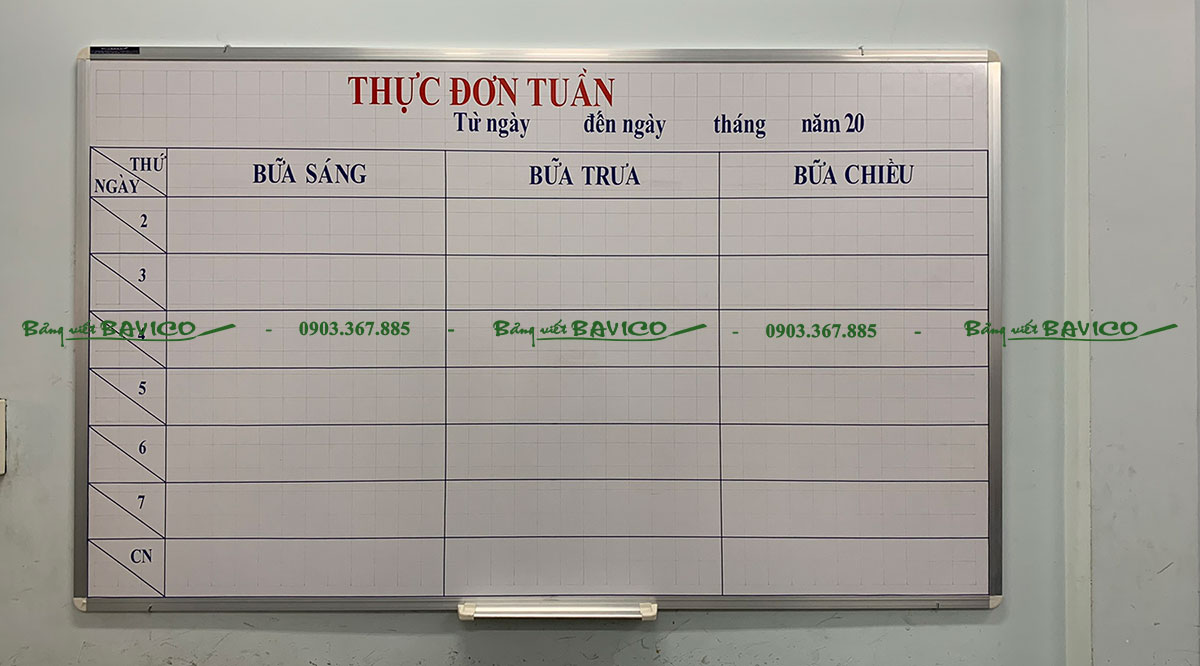 THỰC ĐƠN TUẦN
Từ ngày đến ngày tháng năm 20
THỨ
NGÀY
BỮA SÁNG BỮA TRƯA BỮA CHIỀU
2
3
4
Bảng viết BAVICO - 0903.367.885 - Bảng viết BAVICO - 0903.367.885 - Bảng viết BAVICO
5
6
7
CN